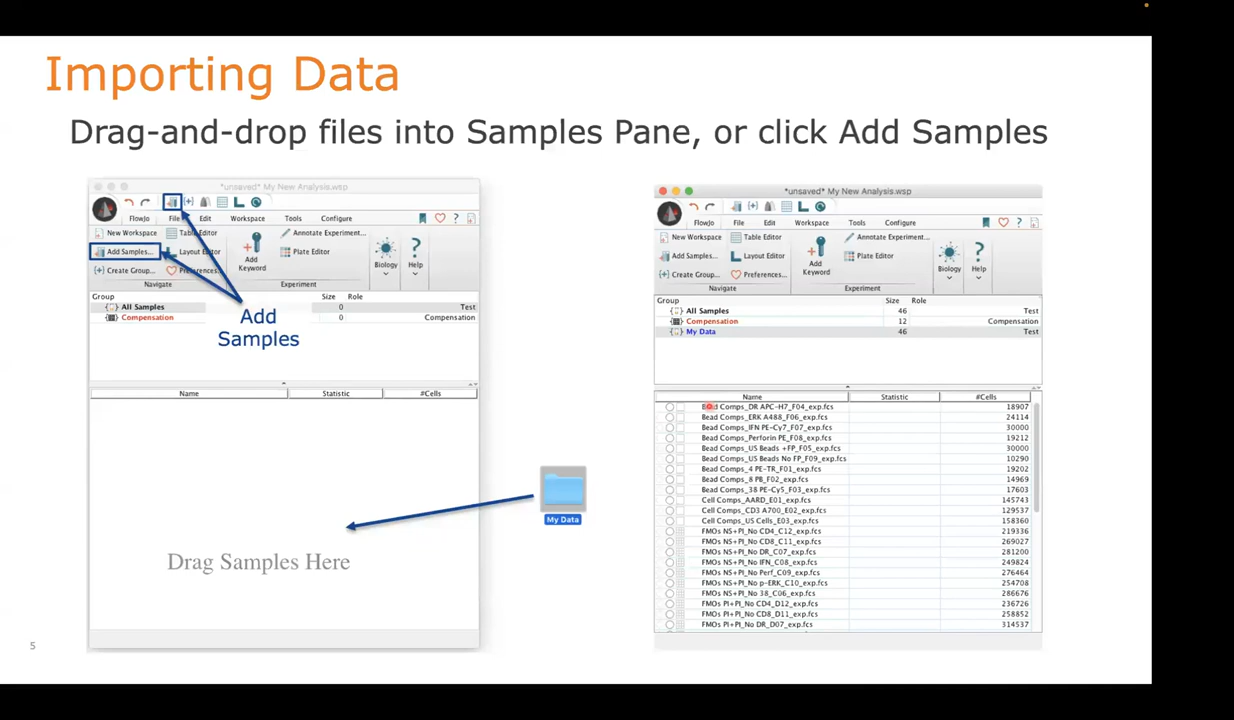 Importing Data
Drag-and-drop files into Samples Pane, or click Add Samples
*unsaved* My New Analysis.wsp
FlowJo File Edit Workspace Tools Configure ?
New Workspace Table Editor
Add Samples... Layout Editor
Create Group... Preferences...
Navigate
Add
Keyword
Annotate Experiment...
Plate Editor
Experiment
Biology
Help
Group Size Role
All Samples 0 Test
Compensation 0 Compensation
Add
Samples
Name Statistic #Cells
Drag Samples Here
My Data
*unsaved* My New Analysis.wsp
FlowJo File Edit Workspace Tools Configure ?
New Workspace Table Editor
Add Samples... Layout Editor
Create Group... Preferences...
Navigate
Add
Keyword
Annotate Experiment...
Plate Editor
Experiment
Biology
Help
Group Size Role
All Samples 46 Test
Compensation 12 Compensation
My Data 46 Test
Name Statistic #Cells
Bead Comps_DR APC-H7_F04_exp.fcs 18907
Bead Comps_ERK A488_F06_exp.fcs 24114
Bead Comps_IFN PE-Cy7_F07_exp.fcs 30000
Bead Comps_Perforin PE_F08_exp.fcs 19212
Bead Comps_US Beads +FP_F05_exp.fcs 30000
Bead Comps_US Beads No FP_F09_exp.fcs 10290
Bead Comps_4 PE-TR_F01_exp.fcs 19202
Bead Comps_8 PB_F02_exp.fcs 14969
Bead Comps_38 PE-Cy5_F03_exp.fcs 17603
Cell Comps_AARD_E01_exp.fcs 145743
Cell Comps_CD3 A700_E02_exp.fcs 129537
Cell Comps_US Cells_E03_exp.fcs 158360
FMOs NS+PI_No CD4_C12_exp.fcs 219336
FMOs NS+PI_No CD8_C11_exp.fcs 269027
FMOs NS+PI_No DR_C07_exp.fcs 281200
FMOs NS+PI_No IFN_C08_exp.fcs 249824
FMOs NS+PI_No Perf_C09_exp.fcs 276464
FMOs NS+PI_No p-ERK_C10_exp.fcs 254708
FMOs NS+PI_No 38_C06_exp.fcs 286676
FMOs PI+PI_No CD4_D12_exp.fcs 236726
FMOs PI+PI_No CD8_D11_exp.fcs 258852
FMOs PI+PI_No DR_D07_exp.fcs 314537
5